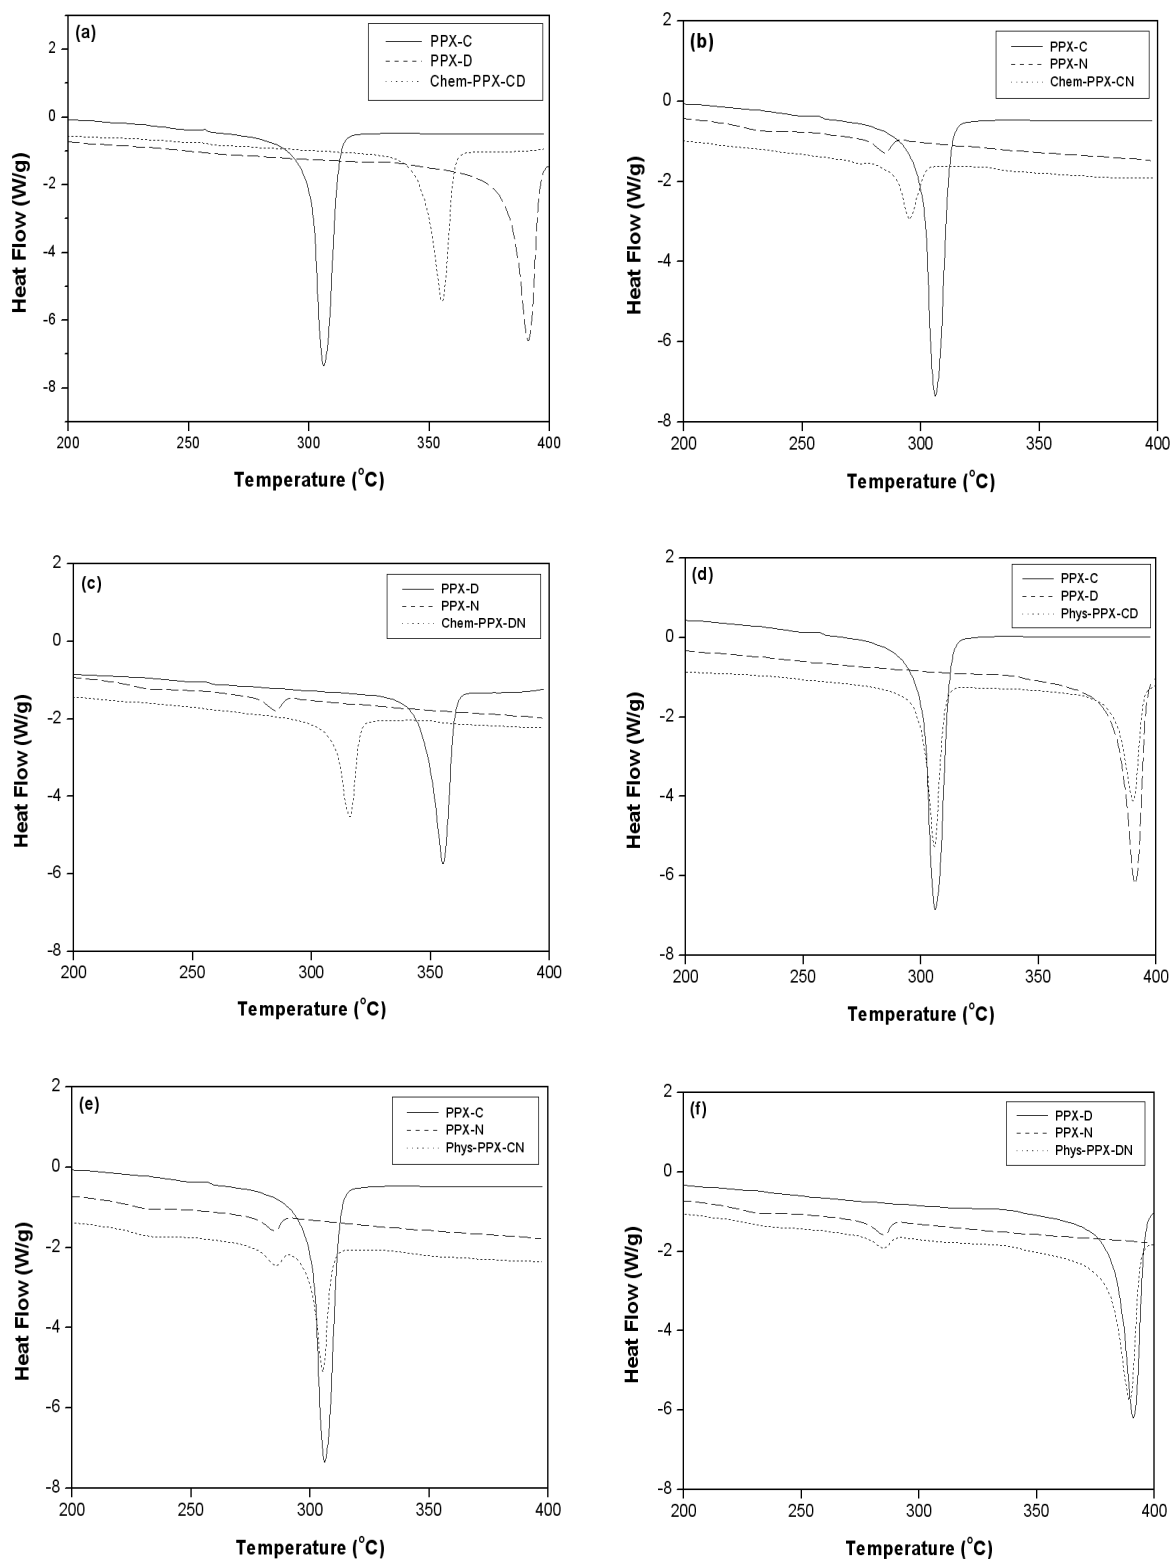 (a)
PPX-C
PPX-D
Chem-PPX-CD
2
0
-2
-4
-6
-8
200
250
300
350
400
Heat Flow (W/g)
Temperature (°C)
(b)
PPX-C
PPX-N
Chem-PPX-CN
2
0
-2
-4
-6
-8
200
250
300
350
400
Heat Flow (W/g)
Temperature (°C)
(c)
PPX-D
PPX-N
Chem-PPX-DN
2
0
-2
-4
-6
-8
200
250
300
350
400
Heat Flow (W/g)
Temperature (°C)
(d)
PPX-C
PPX-D
Phys-PPX-CD
2
0
-2
-4
-6
-8
200
250
300
350
400
Heat Flow (W/g)
Temperature (°C)
(e)
PPX-C
PPX-N
Phys-PPX-CN
2
0
-2
-4
-6
-8
200
250
300
350
400
Heat Flow (W/g)
Temperature (°C)
(f)
PPX-D
PPX-N
Phys-PPX-DN
2
0
-2
-4
-6
-8
200
250
300
350
400
Heat Flow (W/g)
Temperature (°C)